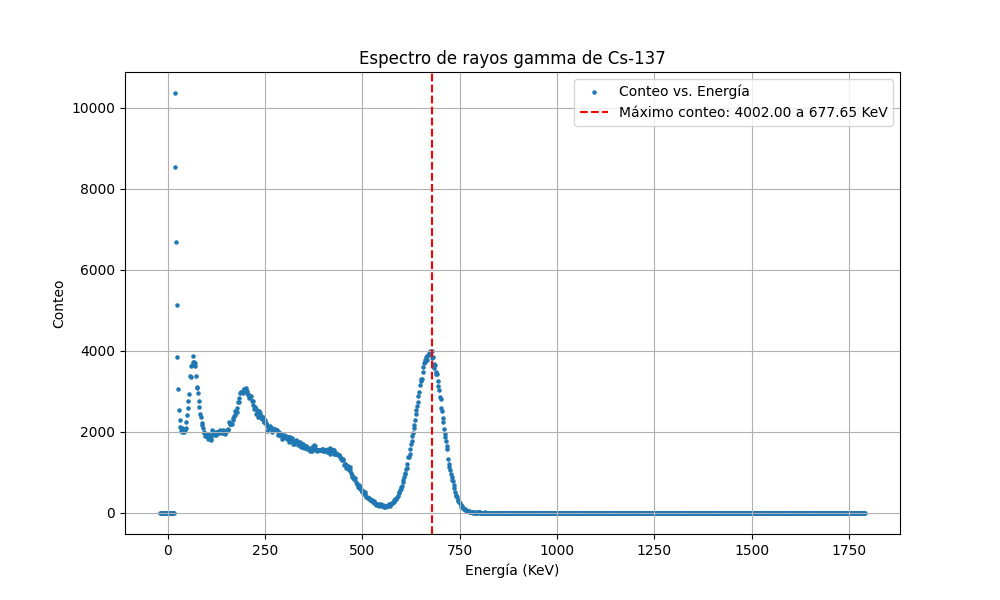 Espectro de rayos gamma de Cs-137
Conteo vs. Energía
Máximo conteo: 4002.00 a 677.65 KeV
10000
8000
6000
4000
2000
0
Conteo
0 250 500 750 1000 1250 1500 1750
Energía (KeV)